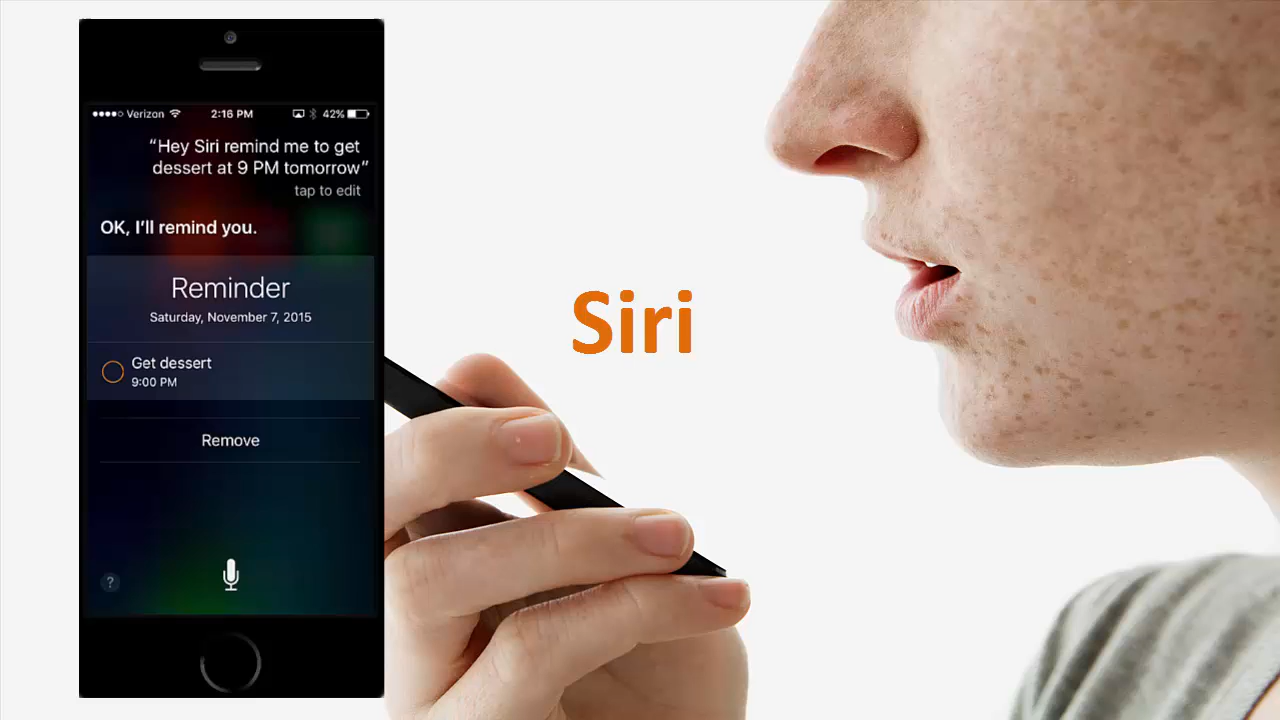 Verizon 2:16 PM 42%
“Hey Siri remind me to get
dessert at 9 PM tomorrow”
tap to edit
OK, I’ll remind you.
Reminder
Saturday, November 7, 2015
Get dessert
9:00 PM
Remove
?
Siri